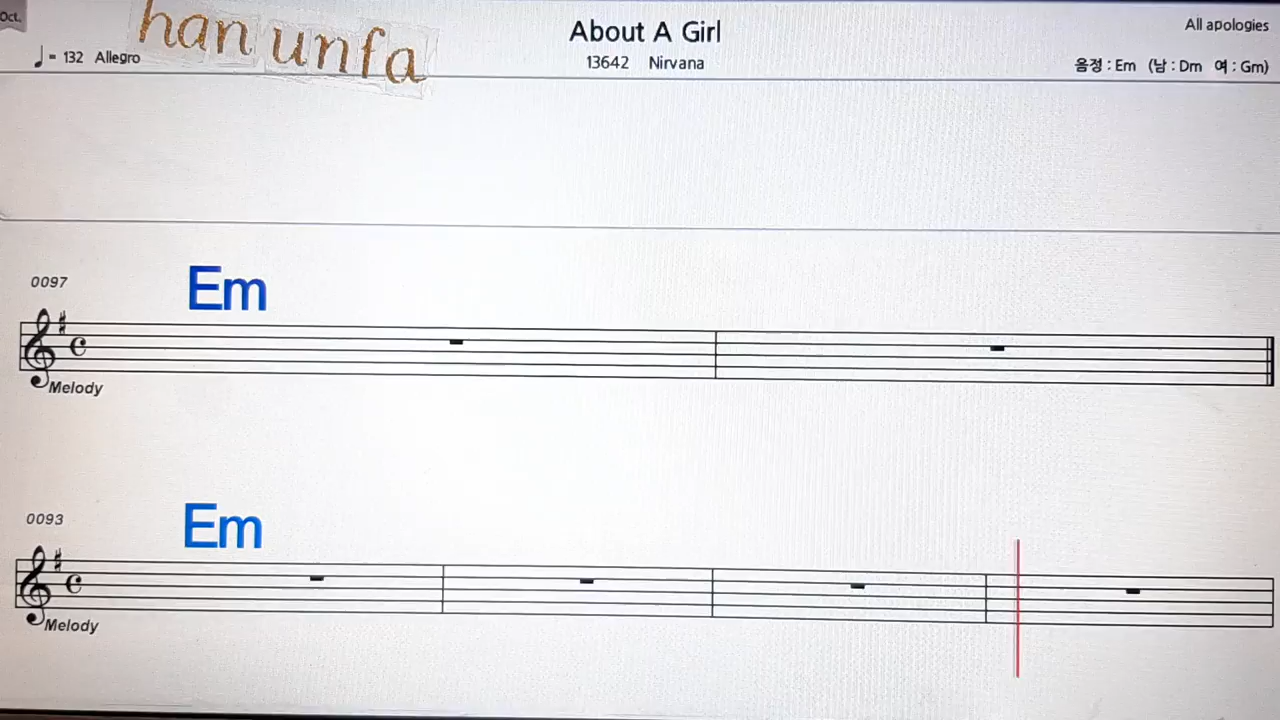 Oct.
han unfa
About A Girl
All apologies
♩ = 132 Allegro
13642 Nirvana
음정 : Em (남 : Dm 여 : Gm)
0097
Em
Melody
0093
Em
Melody